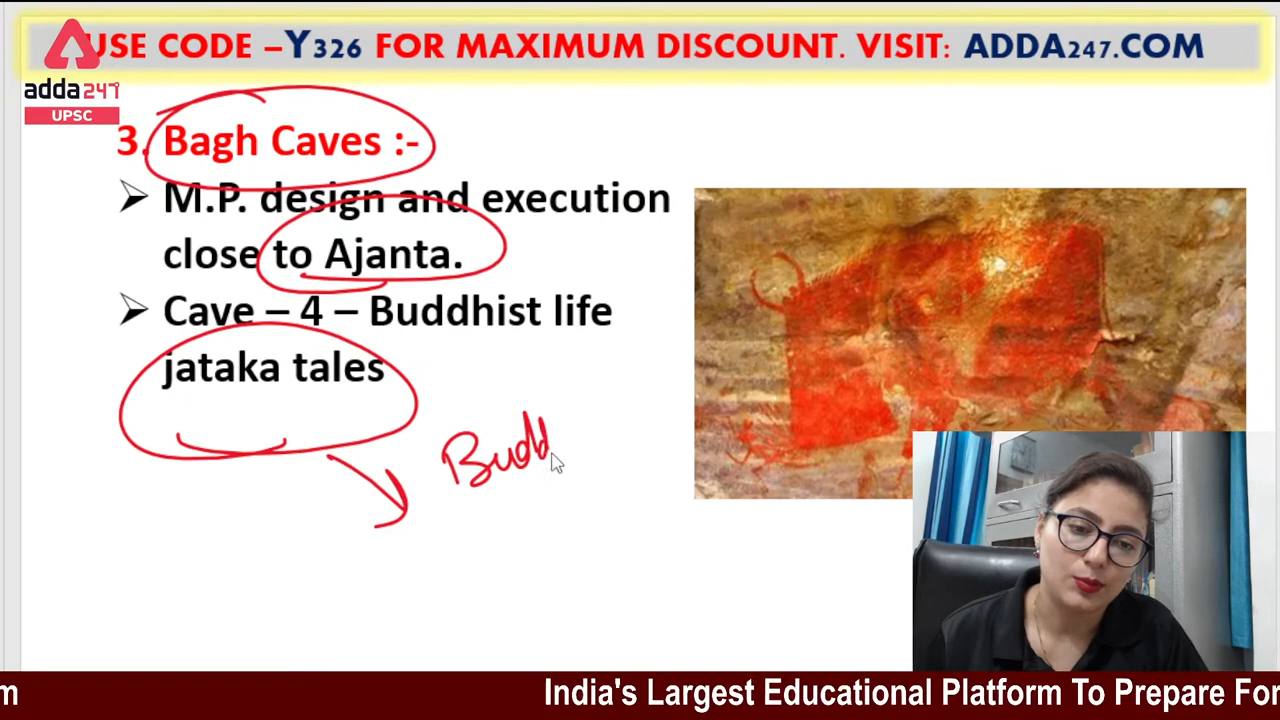 USE CODE –Y326 FOR MAXIMUM DISCOUNT. VISIT: ADDA247.COM
adda247
UPSC
3. Bagh Caves :-
➢ M.P. design and execution
close to Ajanta.
➢ Cave – 4 – Buddhist life
jataka tales
Budd
m
India's Largest Educational Platform To Prepare For